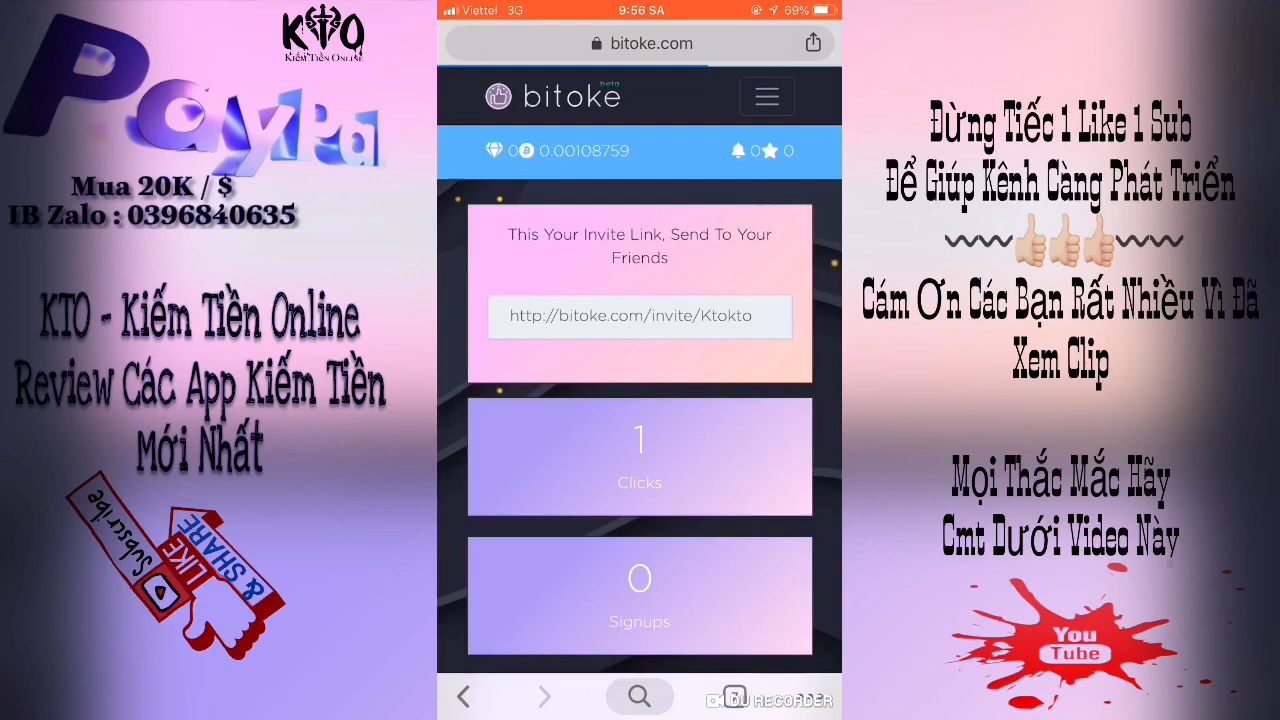 KTO
Kiếm Tiền Online
PayPa
Mua 20K / $
IB Zalo : 0396840635
KTO - Kiếm Tiền Online
Review Các App Kiếm Tiền
Mới Nhất
Subscribe
LIKE
& SHARE
Viettel 3G
9:56 SA
69%
bitoke.com
bitoke
beta
0 0.00108759
0 0
This Your Invite Link, Send To Your
Friends
http://bitoke.com/invite/Ktokto
1
Clicks
0
Signups
7
DU RECORDER
Đừng Tiếc 1 Like 1 Sub
Để Giúp Kênh Càng Phát Triển
Cám Ơn Các Bạn Rất Nhiều Vì Đã
Xem Clip
Mọi Thắc Mắc Hãy
Cmt Dưới Video Này
You
Tube